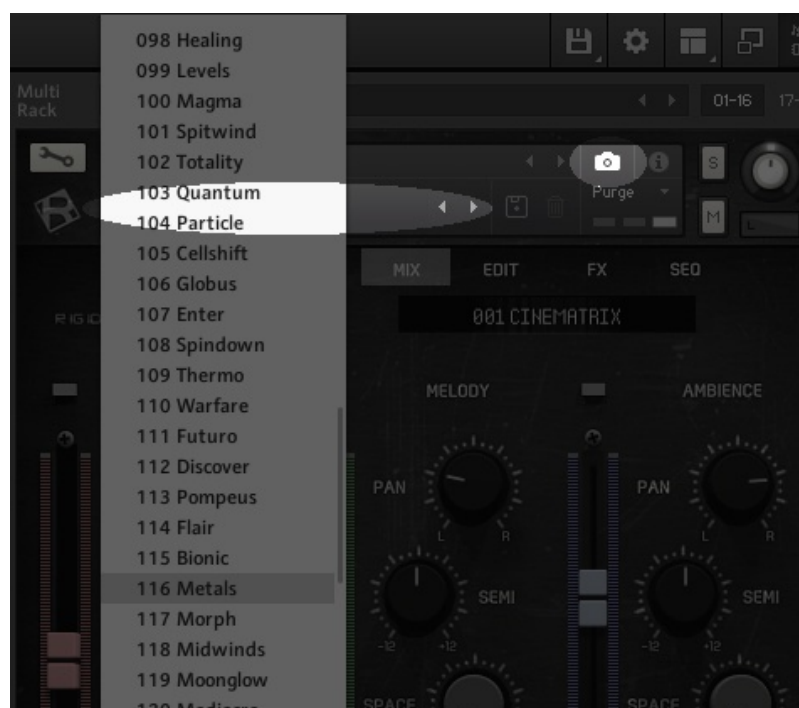 098 Healing
099 Levels
100 Magma
101 Spitwind
102 Totality
103 Quantum
104 Particle
105 Cellshift
106 Globus
107 Enter
108 Spindown
109 Thermo
110 Warfare
111 Futuro
112 Discover
113 Pompeus
114 Flair
115 Bionic
116 Metals
117 Morph
118 Midwinds
119 Moonglow
Multi
Rack
01-16 17-
S
Purge
M
L
MIX EDIT FX SEQ
001 CINEMATRIX
MELODY AMBIENCE
PAN PAN
L R L R
SEMI SEMI
-12 +12 -12 +12
SPACE SPACE